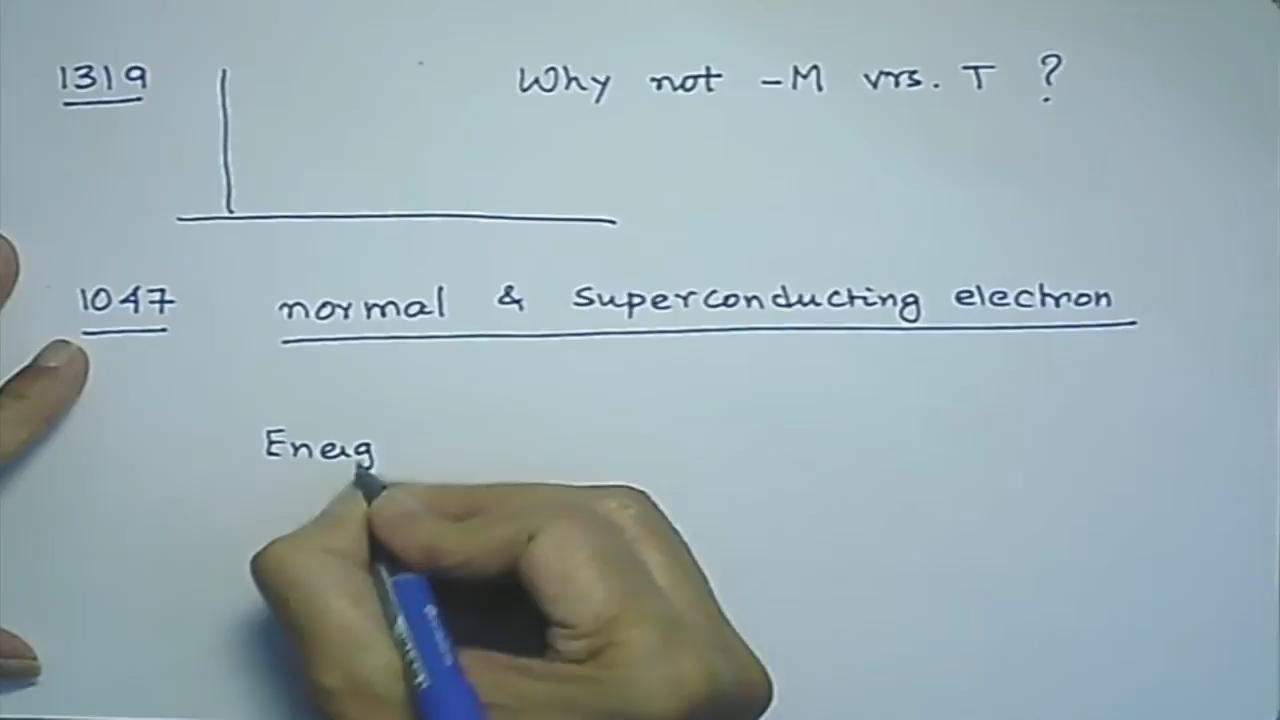 1319 Why not -M vrs. T ?
1047 normal & superconducting electron
Energ